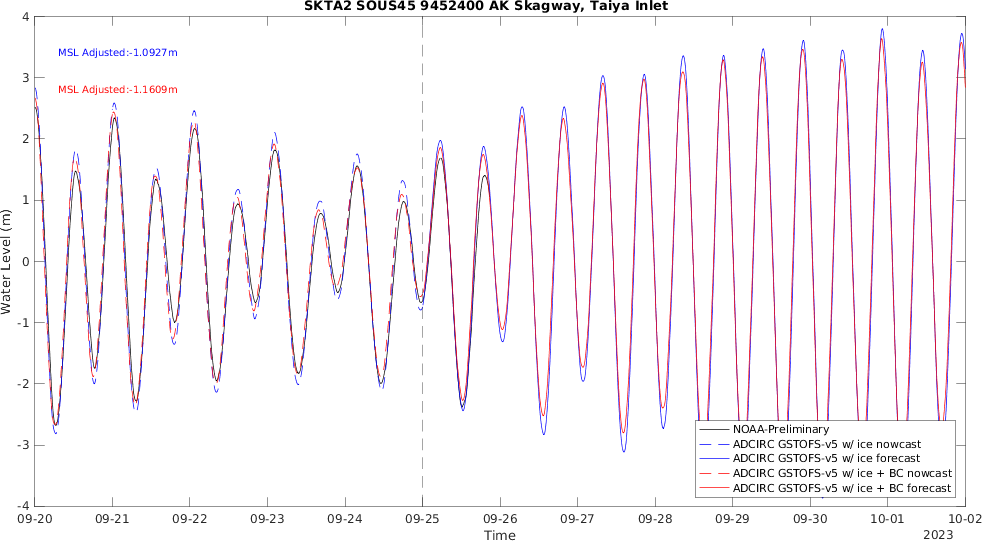 SKTA2 SOUS45 9452400 AK Skagway, Taiya Inlet
MSL Adjusted:-1.0927m
MSL Adjusted:-1.1609m
Water Level (m)
4
3
2
1
0
-1
-2
-3
-4
NOAA-Preliminary
ADCIRC GSTOFS-v5 w/ ice nowcast
ADCIRC GSTOFS-v5 w/ ice forecast
ADCIRC GSTOFS-v5 w/ ice + BC nowcast
ADCIRC GSTOFS-v5 w/ ice + BC forecast
09-20 09-21 09-22 09-23 09-24 09-25 09-26 09-27 09-28 09-29 09-30 10-01 10-02
Time
2023